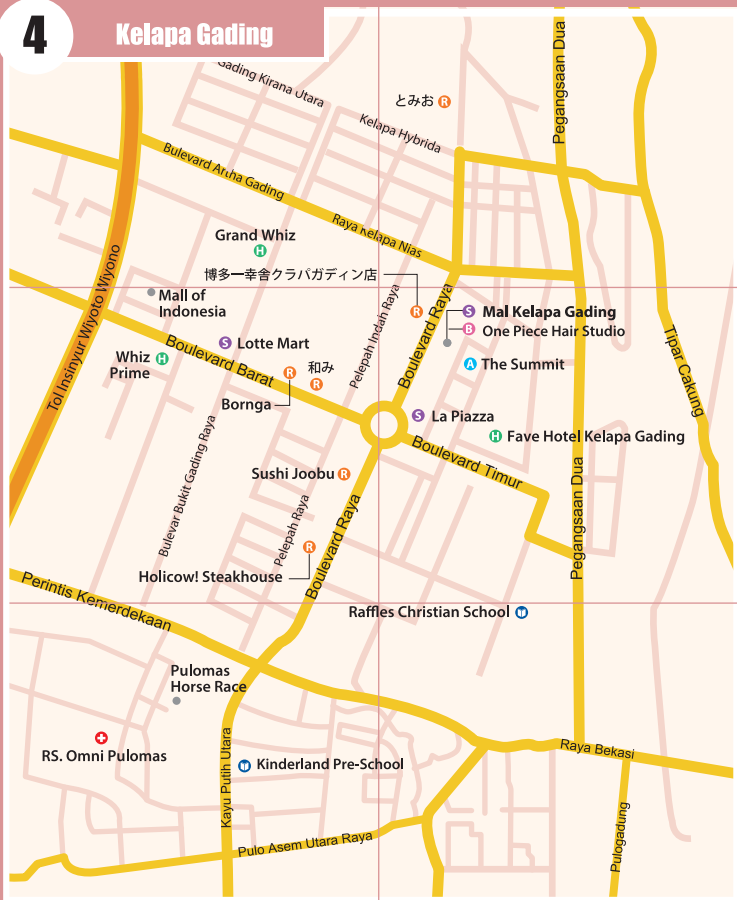 4
Kelapa Gading
Gading Kirana Utara
とみお R
Kelapa Hybrida
Pegangsaan Dua
Bulevard Artha Gading
Raya Kelapa Nias
Grand Whiz
H
博多一幸舎クラパガディン店
R
Mall of
Indonesia
S Mal Kelapa Gading
B One Piece Hair Studio
S Lotte Mart
Whiz
Prime
H
Boulevard Barat
R
和み
R
Bornga
A The Summit
Pelepah Indah Raya
Boulevard Raya
Tol Insinyur Wiyoto Wiyono
Tipar Cakung
S La Piazza
H Fave Hotel Kelapa Gading
Boulevard Timur
Bulevar Bukit Gading Raya
Sushi Joobu R
Pelepah Raya
Boulevard Raya
Pegangsaan Dua
R
Holicow! Steakhouse
Perintis Kemerdekaan
Raffles Christian School
Pulomas
Horse Race
RS. Omni Pulomas
Kayu Putih Utara
Kinderland Pre-School
Raya Bekasi
Pulo Asem Utara Raya
Pulogadung